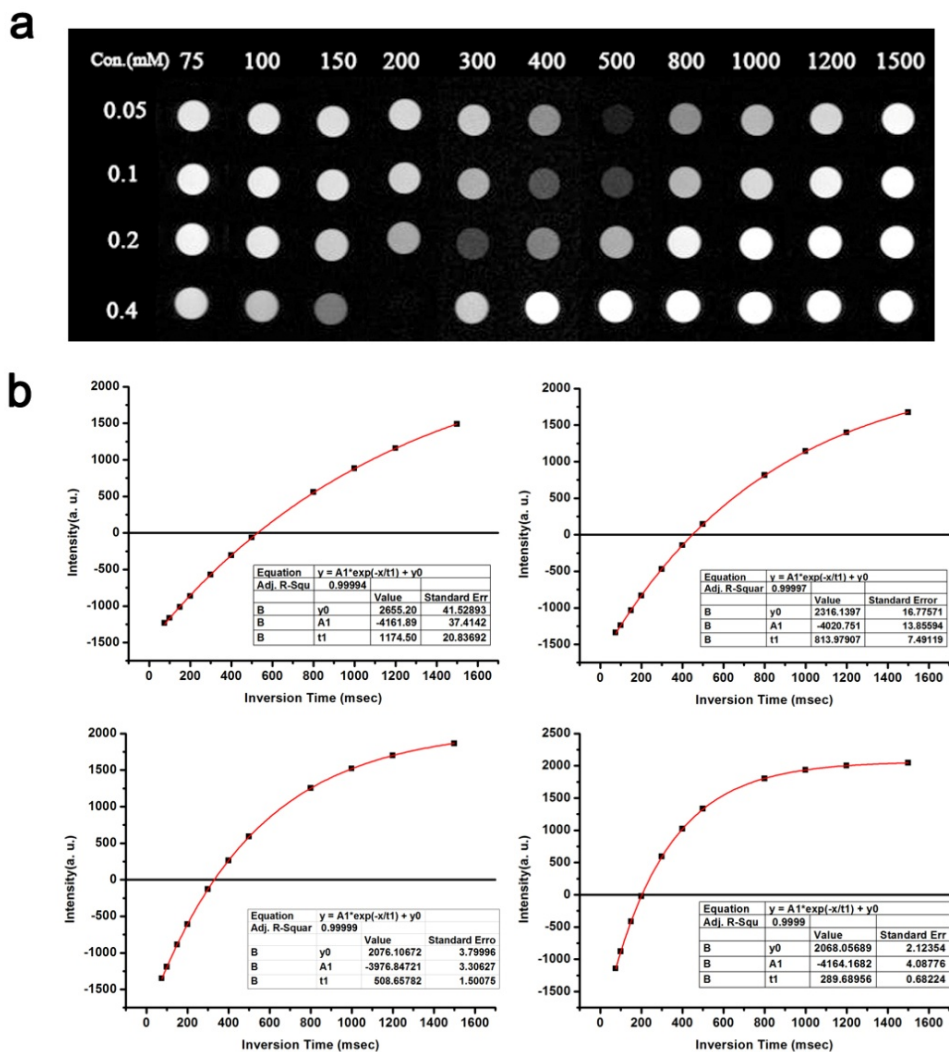 a
Con.(mM) 75 100 150 200 300 400 500 800 1000 1200 1500
0.05
0.1
0.2
0.4
b
2000
1500
1000
500
0
-500
-1000
-1500
Intensity(a. u.)
Equation y = A1*exp(-x/t1) + y0
Adj. R-Squ 0.99994
Value Standard Err
B y0 2655.20 41.52893
B A1 -4161.89 37.4142
B t1 1174.50 20.83692
0 200 400 600 800 1000 1200 1400 1600
Inversion Time (msec)
2000
1500
1000
500
0
-500
-1000
-1500
Intensity(a. u.)
Equation y = A1*exp(-x/t1) + y0
Adj. R-Squar 0.99997
Value Standard Error
B y0 2316.1397 16.77571
B A1 -4020.751 13.85594
B t1 813.97907 7.49119
0 200 400 600 800 1000 1200 1400 1600
Inversion Time (msec)
2000
1500
1000
500
0
-500
-1000
-1500
Intensity(a. u.)
Equation y = A1*exp(-x/t1) + y0
Adj. R-Squar 0.99999
Value Standard Erro
B y0 2076.10672 3.79996
B A1 -3976.84721 3.30627
B t1 508.65782 1.50075
0 200 400 600 800 1000 1200 1400 1600
Inversion Time (msec)
2500
2000
1500
1000
500
0
-500
-1000
-1500
Intensity(a. u.)
Equation y = A1*exp(-x/t1) + y0
Adj. R-Squ 0.9999
Value Standard Err
B y0 2068.05689 2.12354
B A1 -4164.1682 4.08776
B t1 289.68956 0.68224
0 200 400 600 800 1000 1200 1400 1600
Inversion Time (msec)